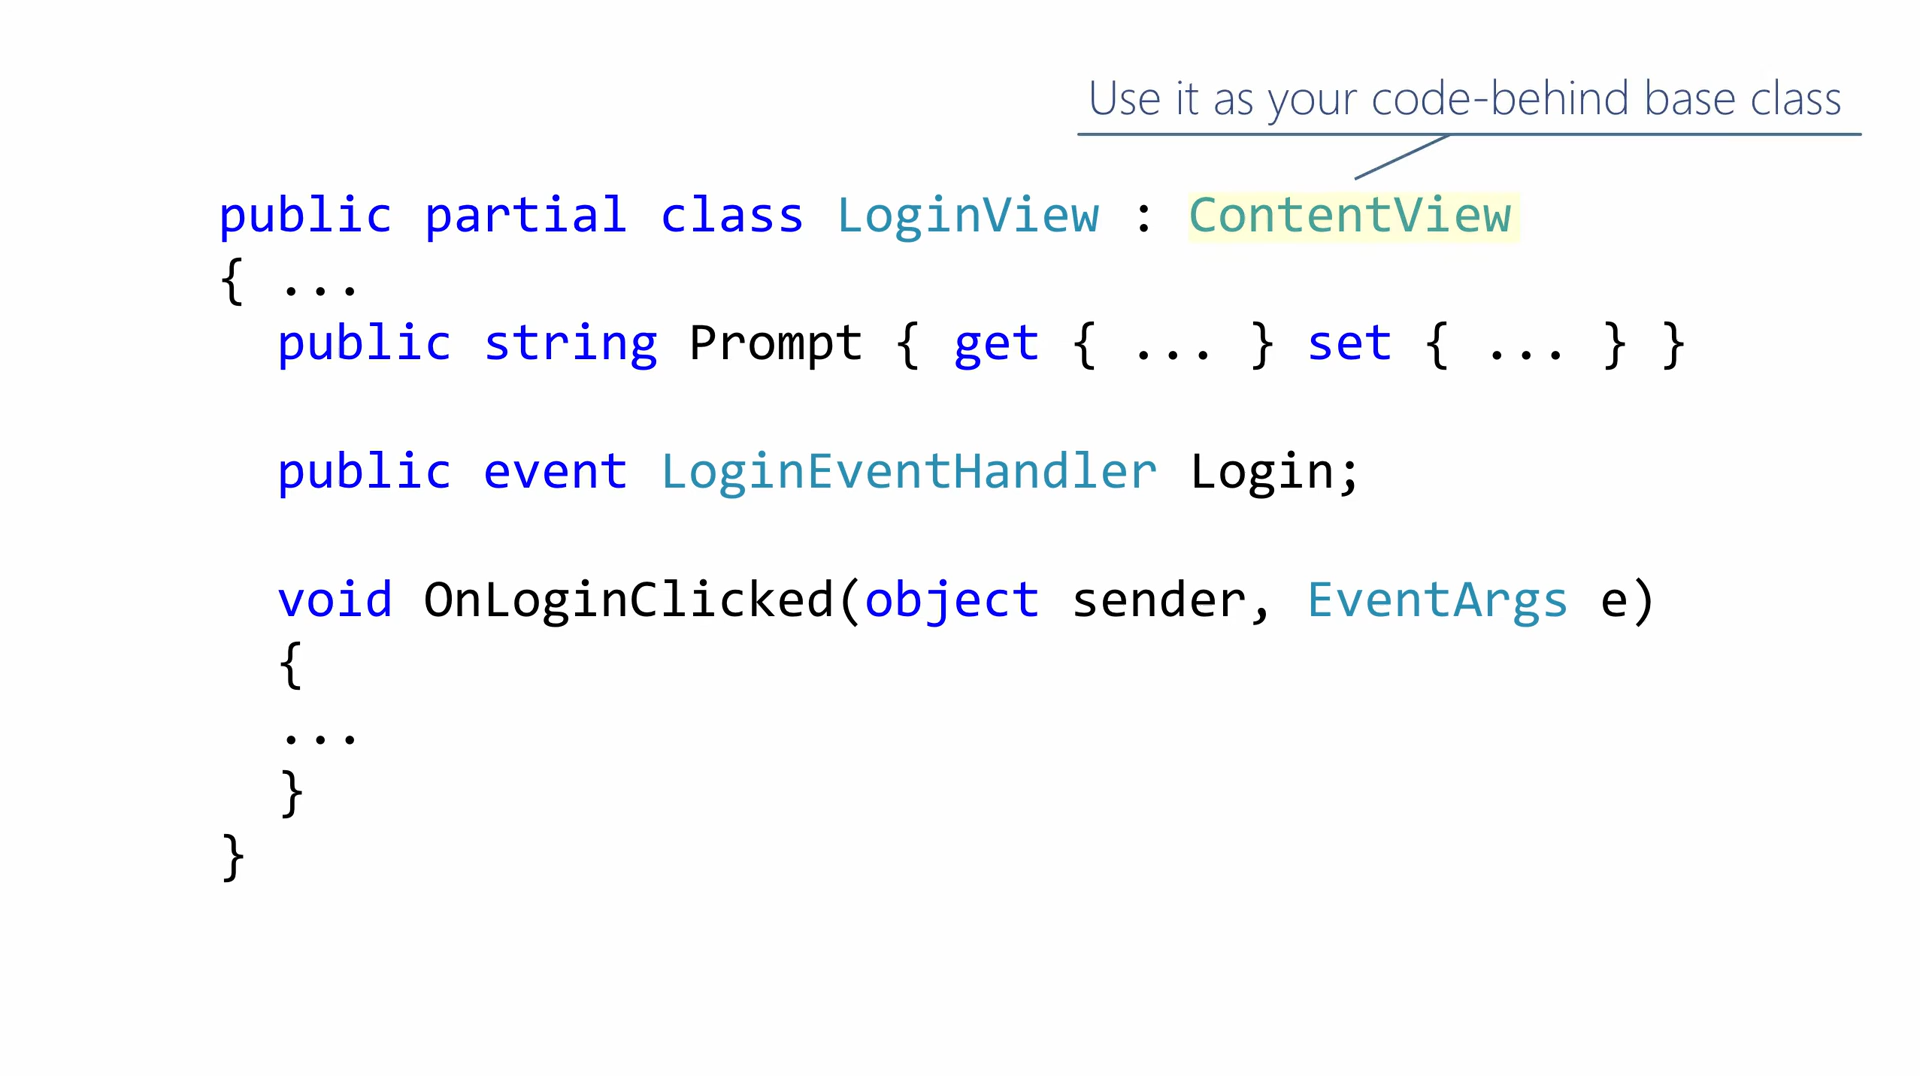 Use it as your code-behind base class
public partial class LoginView : ContentView
{ ...
public string Prompt { get { ... } set { ... } }
public event LoginEventHandler Login;
void OnLoginClicked(object sender, EventArgs e)
{
...
}
}